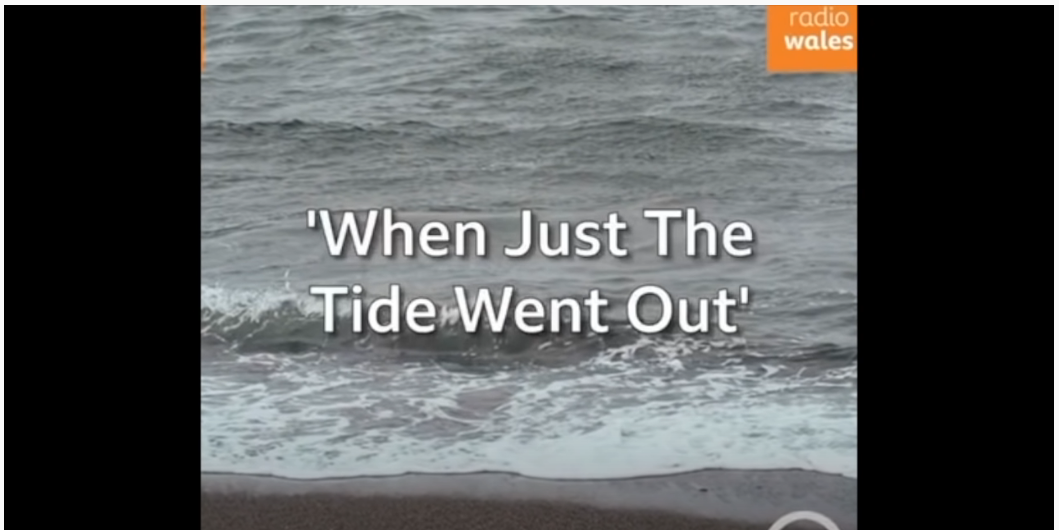 radio
wales
'When Just The
Tide Went Out'